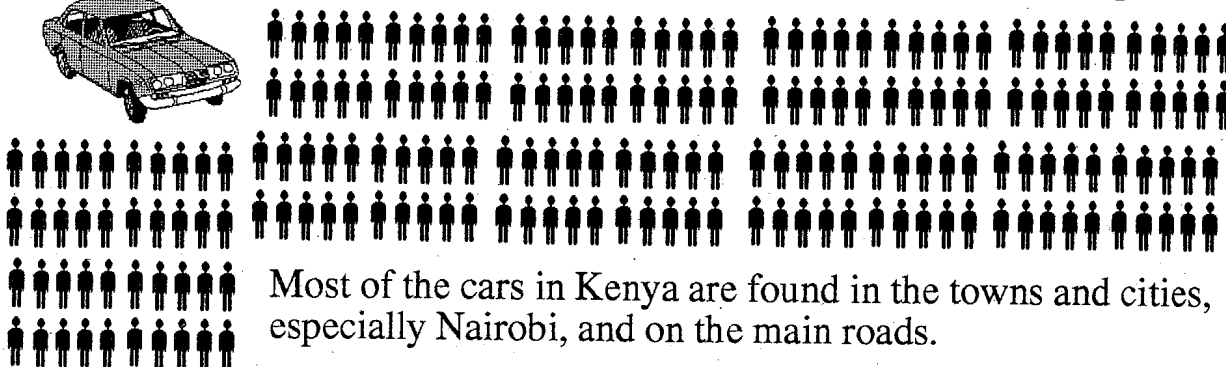 Most of the cars in Kenya are found in the towns and cities,
especially Nairobi, and on the main roads.